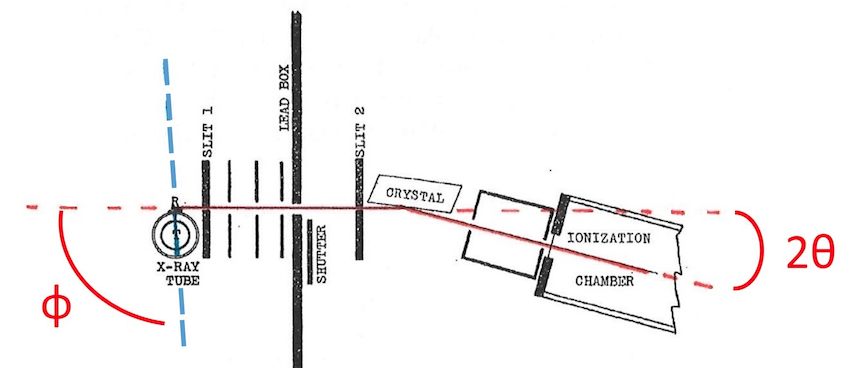 SLIT 1
LEAD BOX
SLIT 2
R
T
X-RAY
TUBE
SHUTTER
CRYSTAL
IONIZATION
CHAMBER
ϕ
2θ